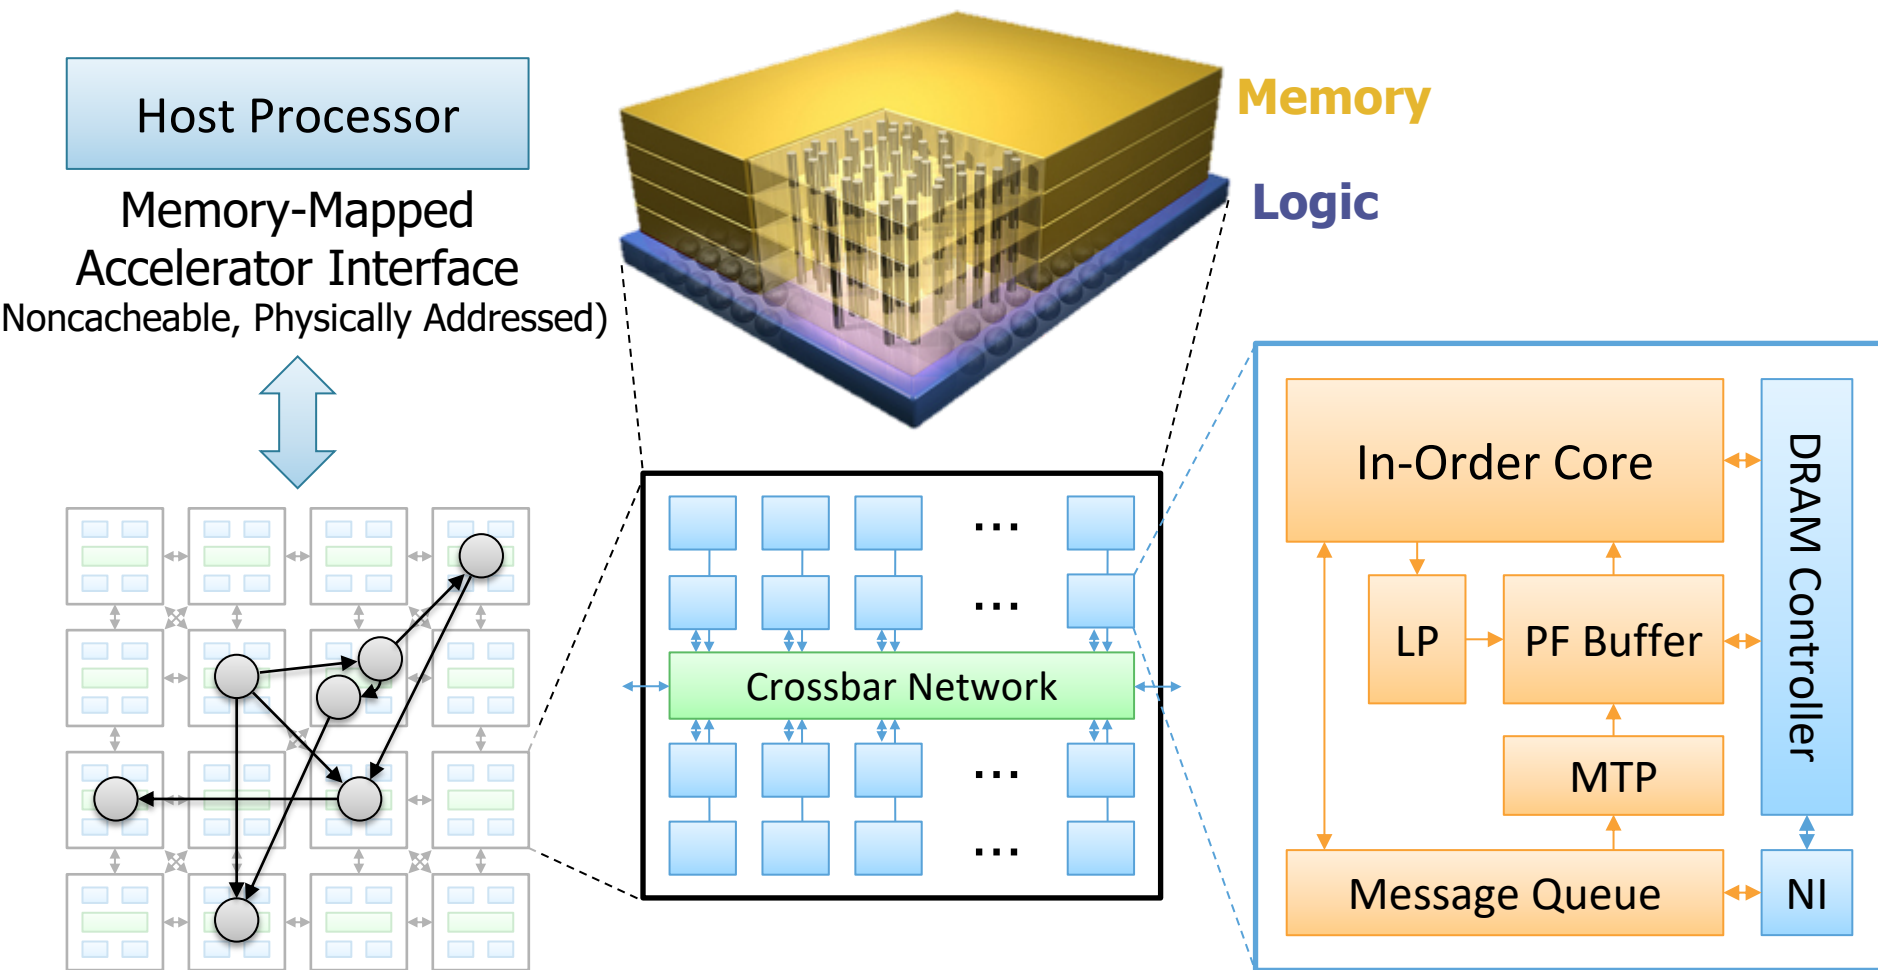 Host Processor
Memory-Mapped
Accelerator Interface
Noncacheable, Physically Addressed)
Memory
Logic
...
...
Crossbar Network
...
...
In-Order Core
LP
PF Buffer
MTP
Message Queue
DRAM Controller
NI